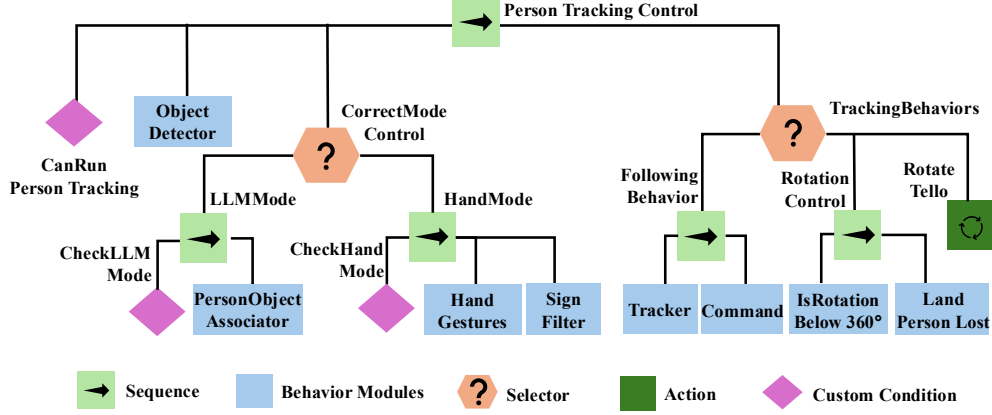 Person Tracking Control
Object
Detector
CorrectMode
Control
?
?
TrackingBehaviors
CanRun
Person Tracking
LLMMode
HandMode
Following
Behavior
Rotation
Control
Rotate
Tello
CheckLLM
Mode
CheckHand
Mode
PersonObject
Associator
Hand
Gestures
Sign
Filter
Tracker
Command
IsRotation
Below 360°
Land
Person Lost
Sequence
Behavior Modules
?
Selector
Action
Custom Condition